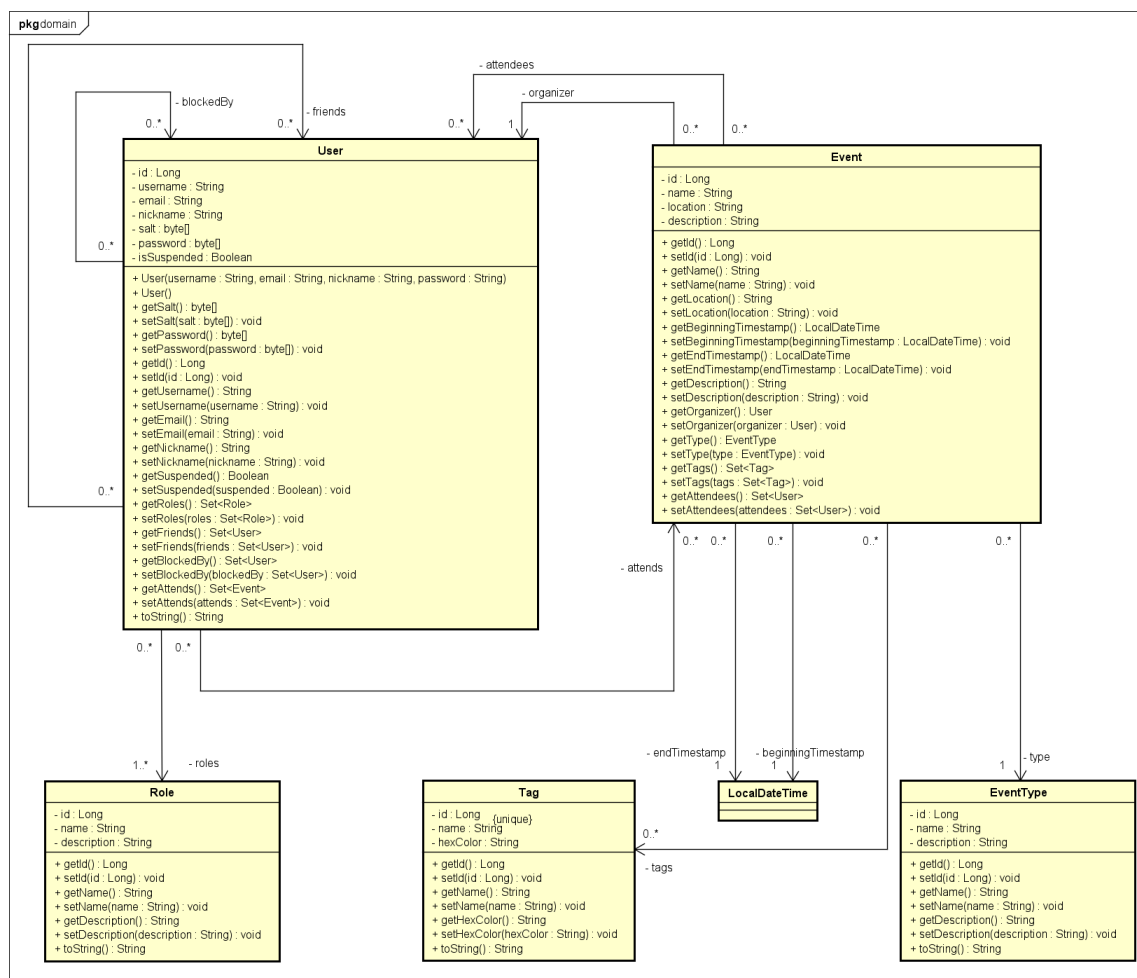 pkg domain
- attendees
- organizer
- blockedBy
- friends
0..*
0..*
0..*
1
0..*
0..*
User
- id : Long
- username : String
- email : String
- nickname : String
- salt : byte[]
- password : byte[]
- isSuspended : Boolean
0..*
+ User(username : String, email : String, nickname : String, password : String)
+ User()
+ getSalt() : byte[]
+ setSalt(salt : byte[]) : void
+ getPassword() : byte[]
+ setPassword(password : byte[]) : void
+ getId() : Long
+ setId(id : Long) : void
+ getUsername() : String
+ setUsername(username : String) : void
+ getEmail() : String
+ setEmail(email : String) : void
+ getNickname() : String
+ setNickname(nickname : String) : void
+ getSuspended() : Boolean
+ setSuspended(suspended : Boolean) : void
+ getRoles() : Set<Role>
+ setRoles(roles : Set<Role>) : void
+ getFriends() : Set<User>
+ setFriends(friends : Set<User>) : void
+ getBlockedBy() : Set<User>
+ setBlockedBy(blockedBy : Set<User>) : void
+ getAttends() : Set<Event>
+ setAttends(attends : Set<Event>) : void
+ toString() : String
0..*
0..*
0..*
Event
- id : Long
- name : String
- location : String
- description : String
+ getId() : Long
+ setId(id : Long) : void
+ getName() : String
+ setName(name : String) : void
+ getLocation() : String
+ setLocation(location : String) : void
+ getBeginningTimestamp() : LocalDateTime
+ setBeginningTimestamp(beginningTimestamp : LocalDateTime) : void
+ getEndTimestamp() : LocalDateTime
+ setEndTimestamp(endTimestamp : LocalDateTime) : void
+ getDescription() : String
+ setDescription(description : String) : void
+ getOrganizer() : User
+ setOrganizer(organizer : User) : void
+ getType() : EventType
+ setType(type : EventType) : void
+ getTags() : Set<Tag>
+ setTags(tags : Set<Tag>) : void
+ getAttendees() : Set<User>
+ setAttendees(attendees : Set<User>) : void
0..*
0..*
0..*
0..*
0..*
- attends
- endTimestamp
- beginningTimestamp
1
1
1
- type
1..*
- roles
Role
- id : Long
- name : String
- description : String
+ getId() : Long
+ setId(id : Long) : void
+ getName() : String
+ setName(name : String) : void
+ getDescription() : String
+ setDescription(description : String) : void
+ toString() : String
Tag
- id : Long
{unique}
- name : String
- hexColor : String
+ getId() : Long
+ setId(id : Long) : void
+ getName() : String
+ setName(name : String) : void
+ getHexColor() : String
+ setHexColor(hexColor : String) : void
+ toString() : String
0..*
- tags
LocalDateTime
EventType
- id : Long
- name : String
- description : String
+ getId() : Long
+ setId(id : Long) : void
+ getName() : String
+ setName(name : String) : void
+ getDescription() : String
+ setDescription(description : String) : void
+ toString() : String